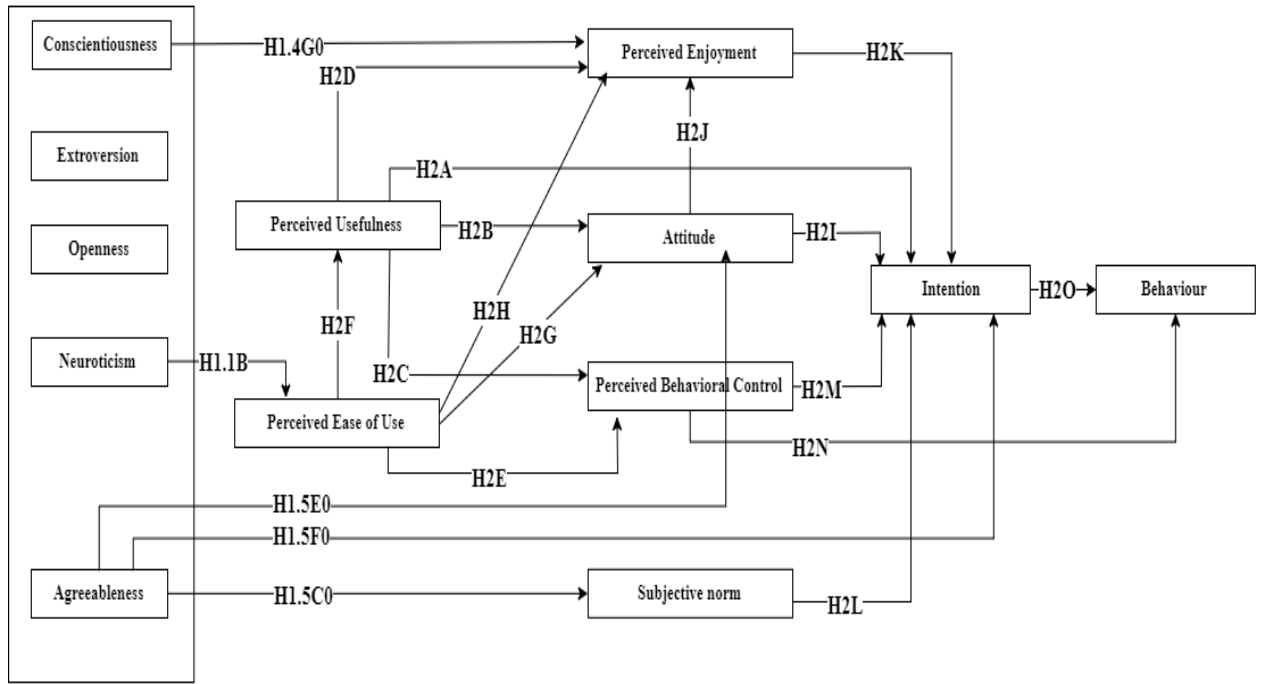 Conscientiousness
H1.4G0
Perceived Enjoyment
H2K
H2D
H2J
Extroversion
H2A
Perceived Usefulness
H2B
Attitude
H2I
Openness
Intention
H2O
Behaviour
H2H
H2F
H2G
Neuroticism
H1.1B
H2C
Perceived Behavioral Control
H2M
Perceived Ease of Use
H2N
H2E
H1.5E0
H1.5F0
Agreeableness
H1.5C0
Subjective norm
H2L